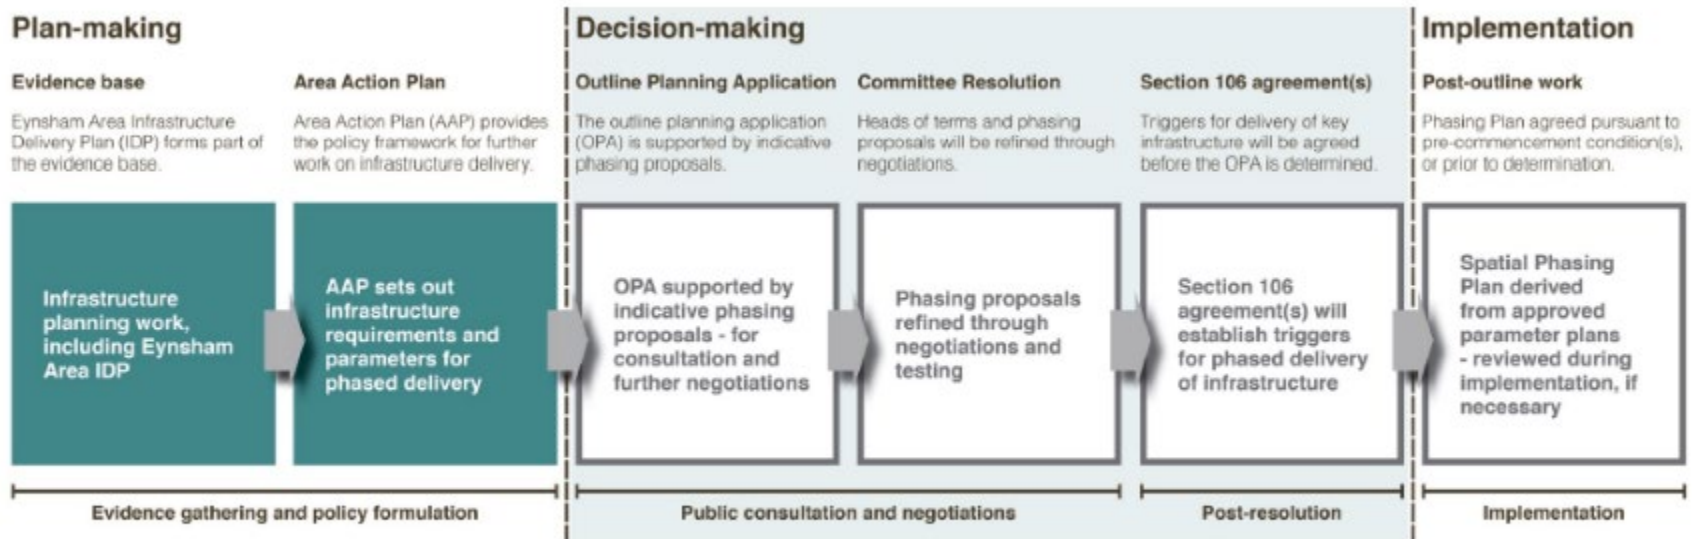 Plan-making
Decision-making
Implementation
Evidence base
Eynsham Area Infrastructure
Delivery Plan (IDP) forms part of
the evidence base.
Area Action Plan
Area Action Plan (AAP) provides
the policy framework for further
work on infrastructure delivery.
Outline Planning Application
The outline planning application
(OPA) is supported by indicative
phasing proposals.
Committee Resolution
Heads of terms and phasing
proposals will be refined through
negotiations.
Section 106 agreement(s)
Triggers for delivery of key
infrastructure will be agreed
before the OPA is determined.
Post-outline work
Phasing Plan agreed pursuant to
pre-commencement condition(s),
or prior to determination.
Infrastructure
planning work,
including Eynsham
Area IDP
AAP sets out
infrastructure
requirements and
parameters for
phased delivery
OPA supported by
indicative phasing
proposals - for
consultation and
further negotiations
Phasing proposals
refined through
negotiations and
testing
Section 106
agreement(s) will
establish triggers
for phased delivery
of infrastructure
Spatial Phasing
Plan derived
from approved
parameter plans
- reviewed during
implementation, if
necessary
Evidence gathering and policy formulation
Public consultation and negotiations
Post-resolution
Implementation